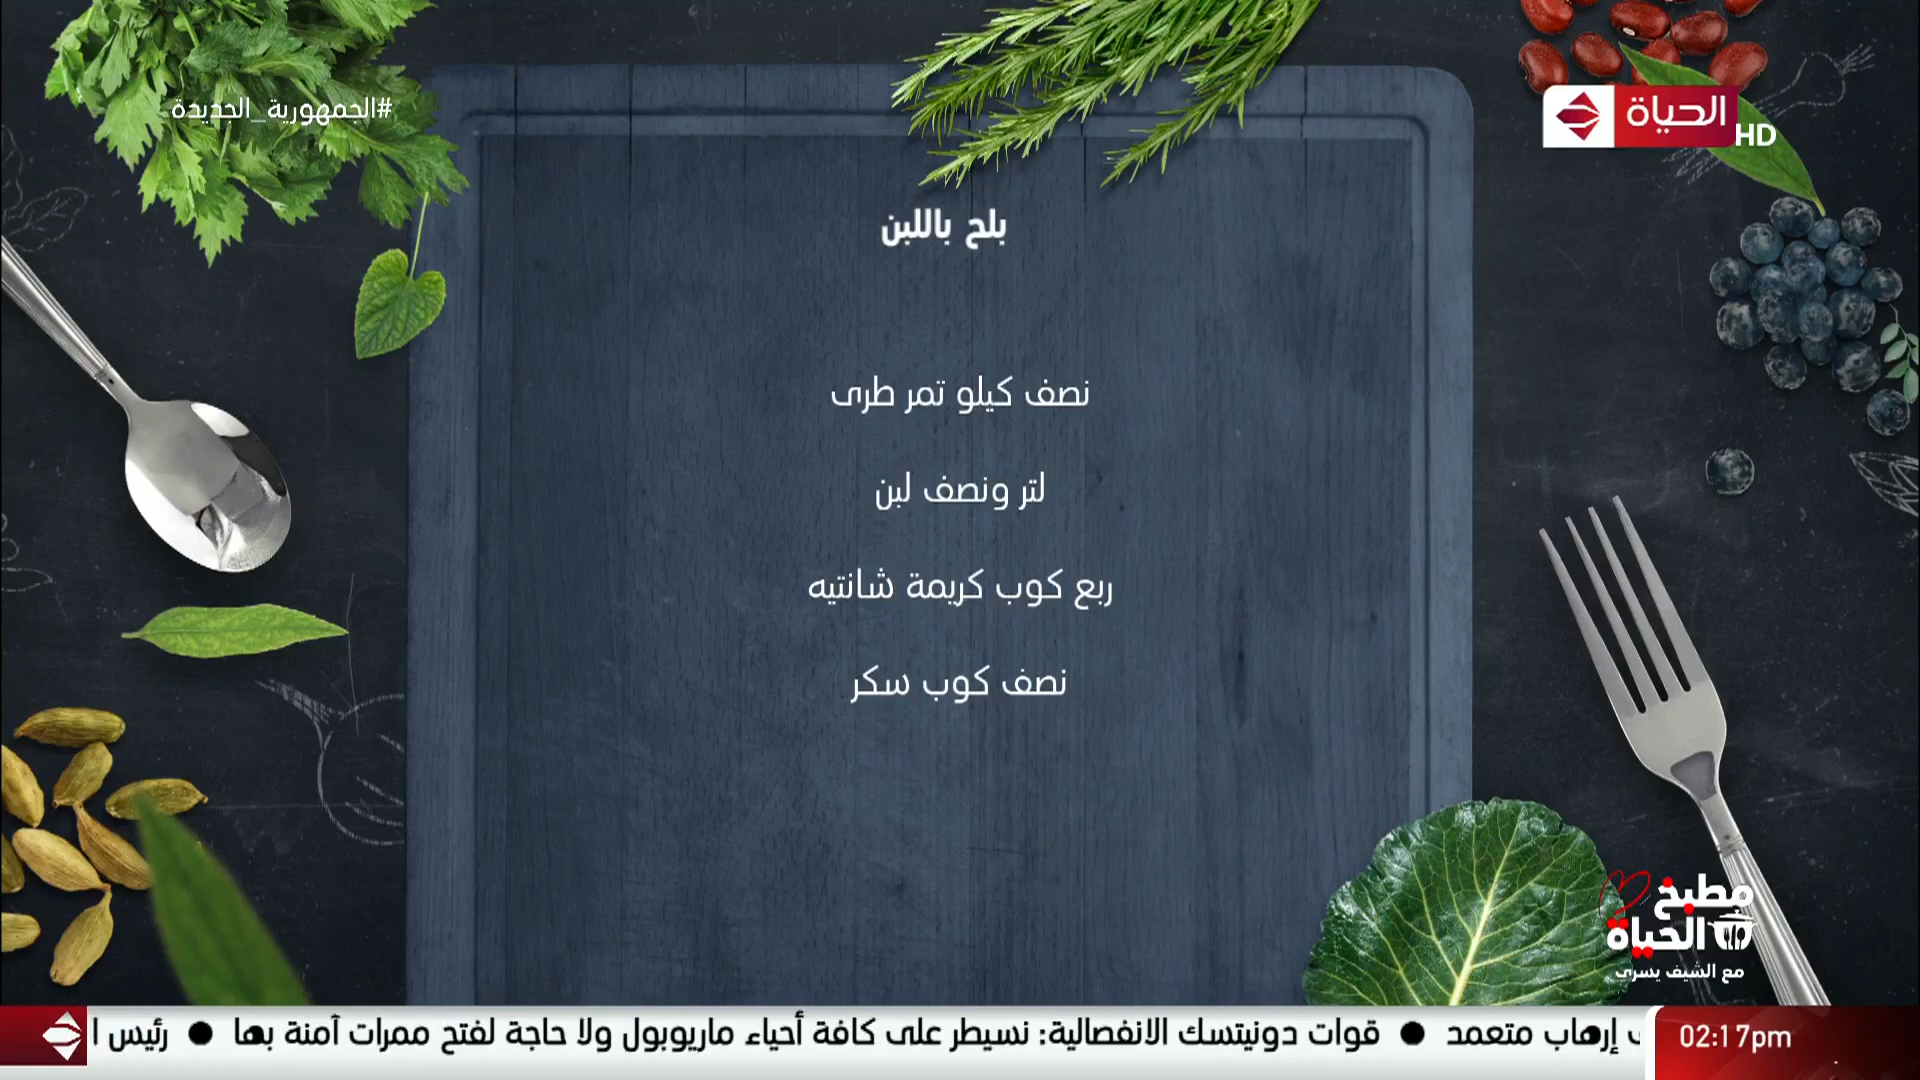 #الجمهورية_الجديدة
الحياة
HD
بلح باللبن
نصف كيلو تمر طرى
لتر ونصف لبن
ربع كوب كريمة شانتيه
نصف كوب سكر
مطبخ
الحياة
مع الشيف يسري
إرهاب متعمد ● قوات دونيتسك الانفصالية: نسيطر على كافة أحياء ماريوبول ولا حاجة لفتح ممرات آمنة بها ● رئيس
02:17pm